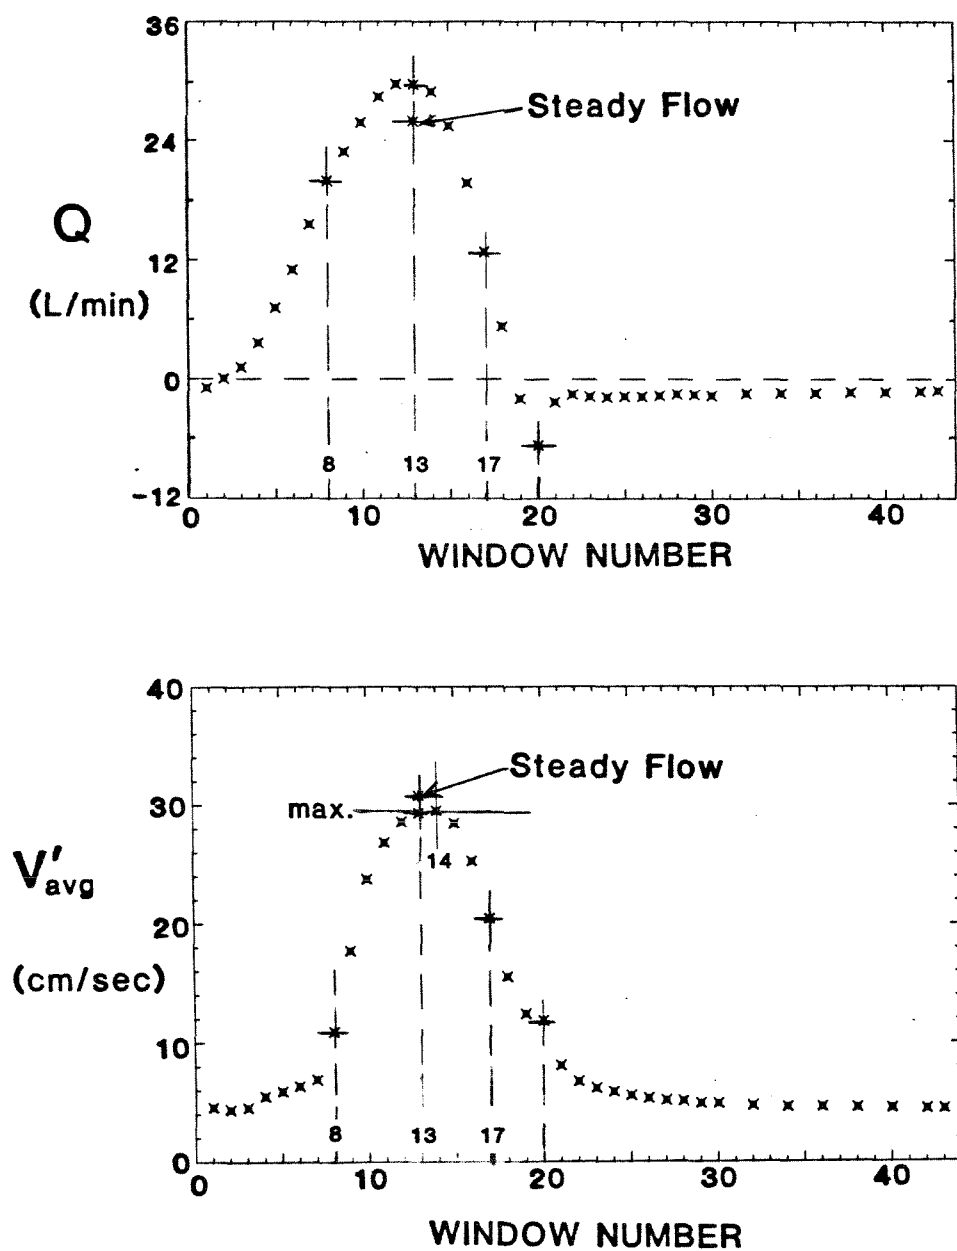 36
Steady Flow
24
Q
12
(L/min)
0
8 13 17
-12
0 10 20 30 40
WINDOW NUMBER
40
Steady Flow
30
max.
14
V'avg
20
(cm/sec)
10
8 13 17
0
0 10 20 30 40
WINDOW NUMBER